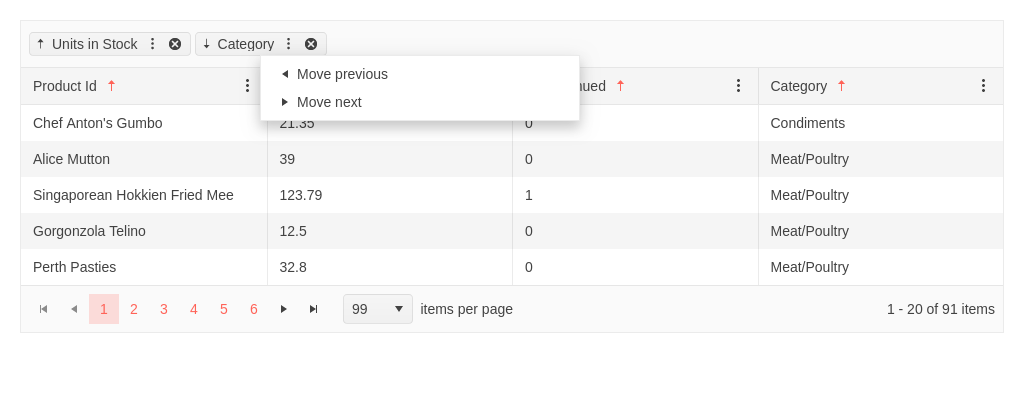 Units in Stock Category
Move previous
Move next
Product Id nued Category
Chef Anton's Gumbo 21.35 0 Condiments
Alice Mutton 39 0 Meat/Poultry
Singaporean Hokkien Fried Mee 123.79 1 Meat/Poultry
Gorgonzola Telino 12.5 0 Meat/Poultry
Perth Pasties 32.8 0 Meat/Poultry
1 2 3 4 5 6 99 items per page 1 - 20 of 91 items